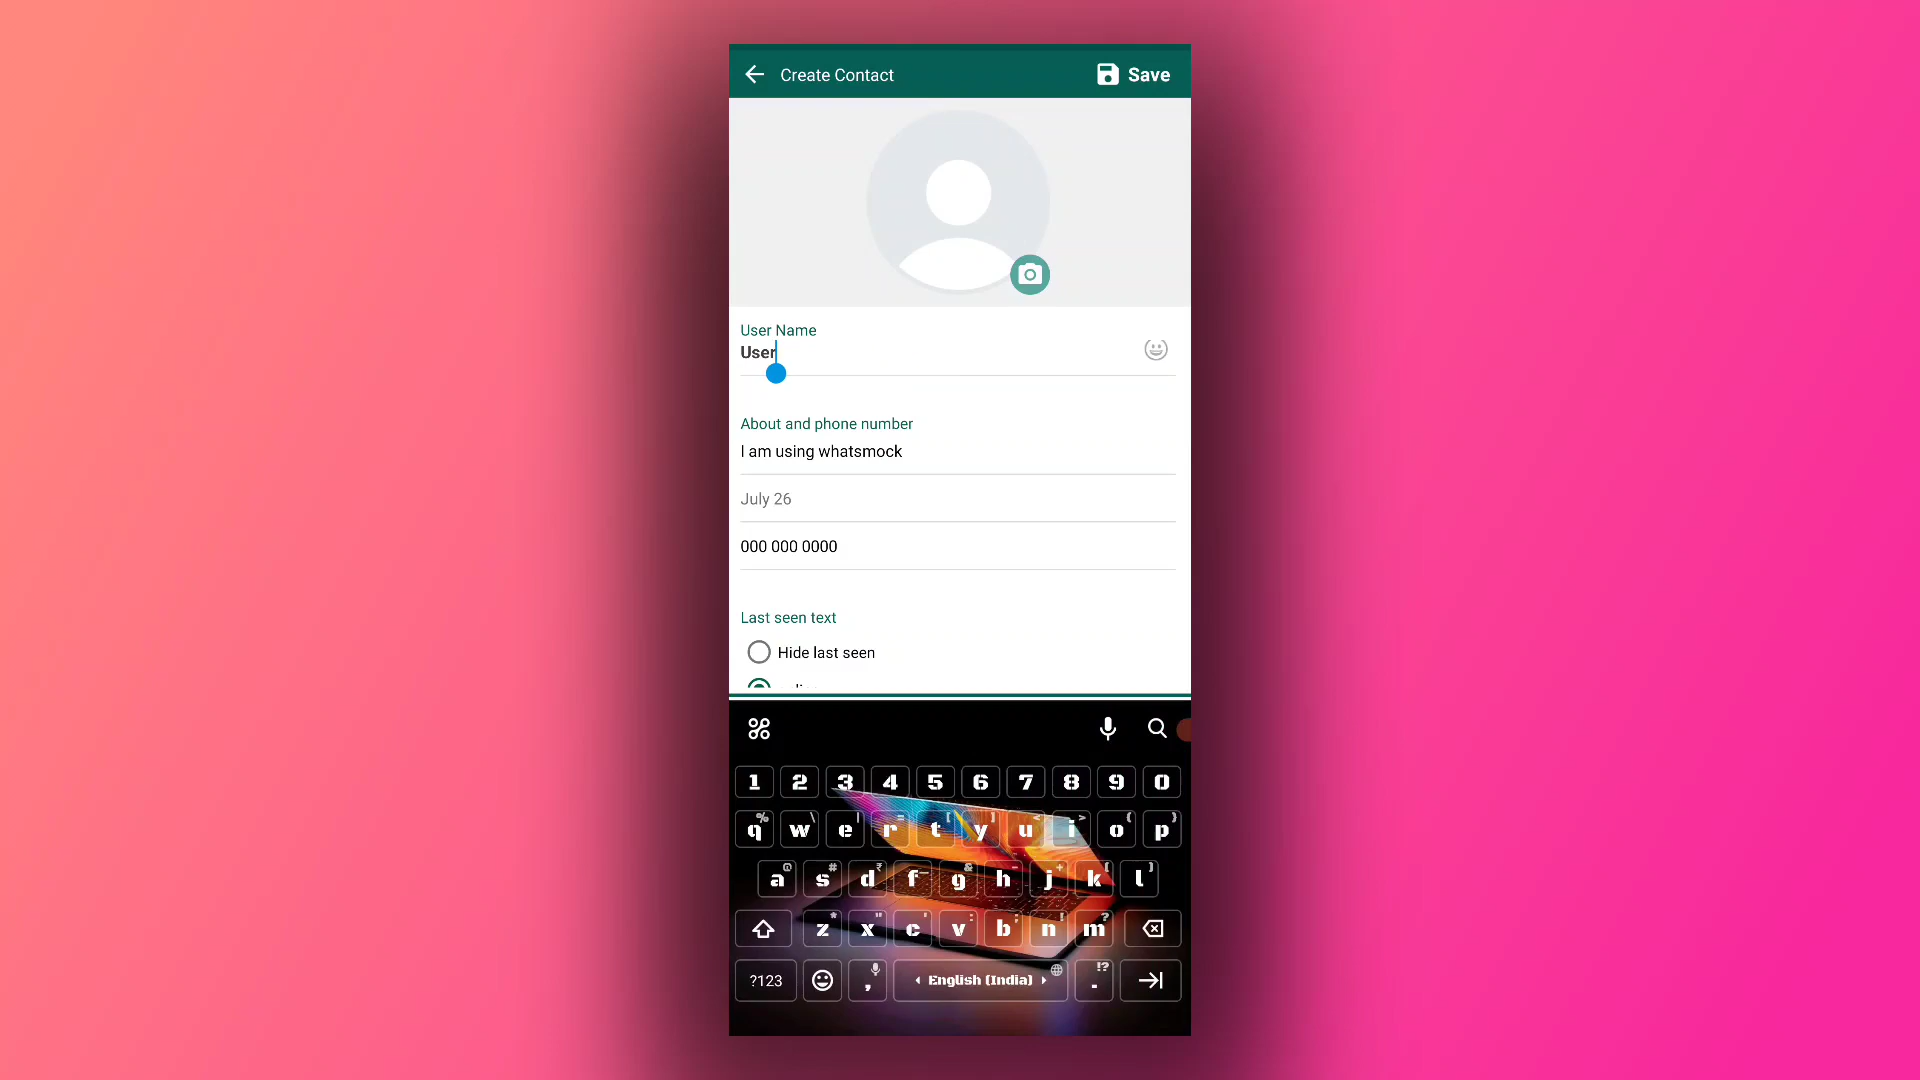 Create Contact
Save
User Name
User
About and phone number
I am using whatsmock
July 26
000 000 0000
Last seen text
Hide last seen
1 2 3 4 5 6 7 8 9 0
q w e r t y u i o p
a s d f g h j k l
z x c v b n m
?123 , English (India) .